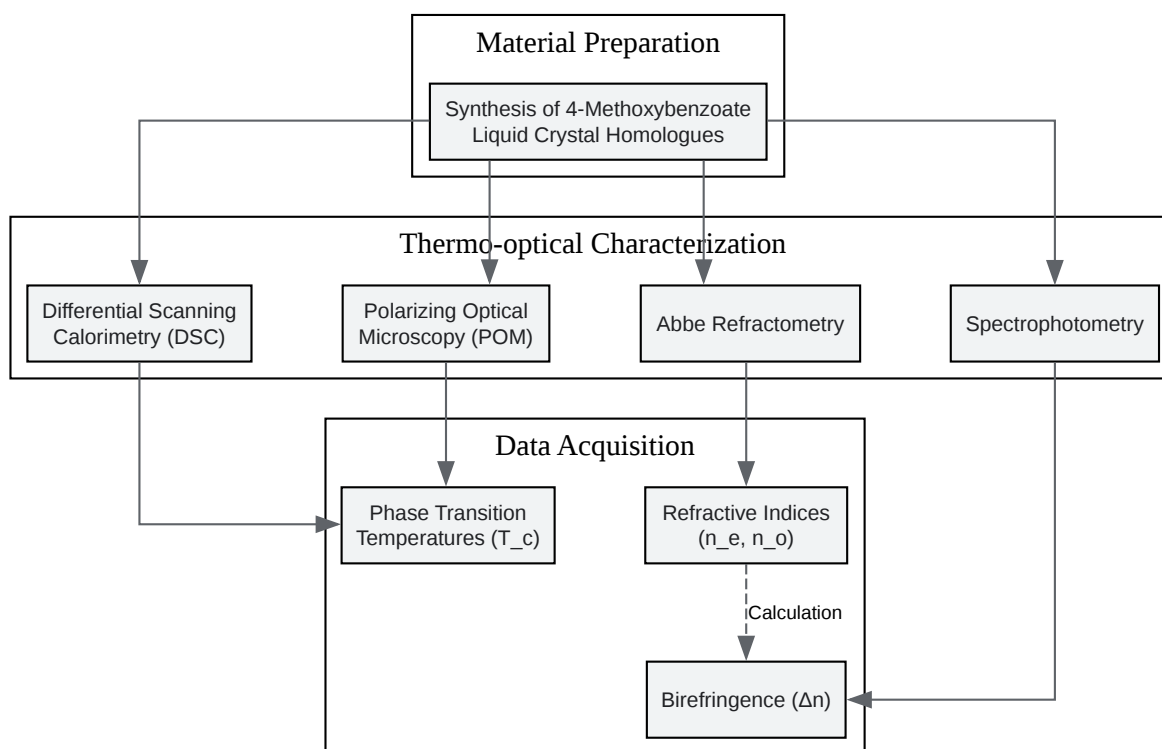 Material Preparation
Synthesis of 4-Methoxybenzoate
Liquid Crystal Homologues
Thermo-optical Characterization
Differential Scanning
Calorimetry (DSC)
Polarizing Optical
Microscopy (POM)
Abbe Refractometry
Spectrophotometry
Data Acquisition
Phase Transition
Temperatures (T_c)
Refractive Indices
(n_e, n_o)
Calculation
Birefringence (Δn)